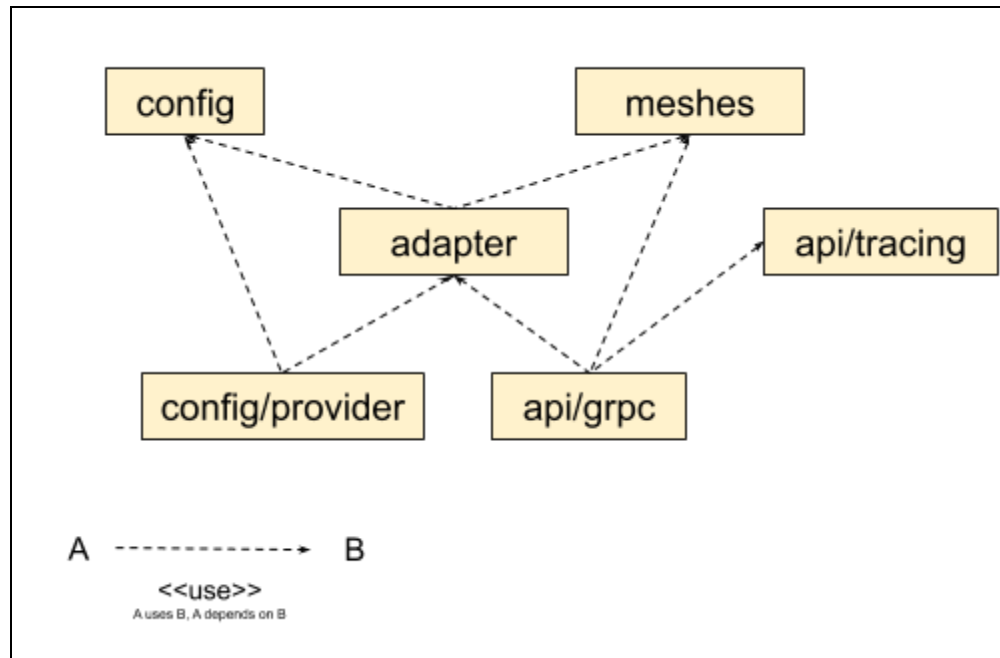 config
meshes
adapter
api/tracing
config/provider
api/grpc
A
B
<<use>>
A uses B, A depends on B